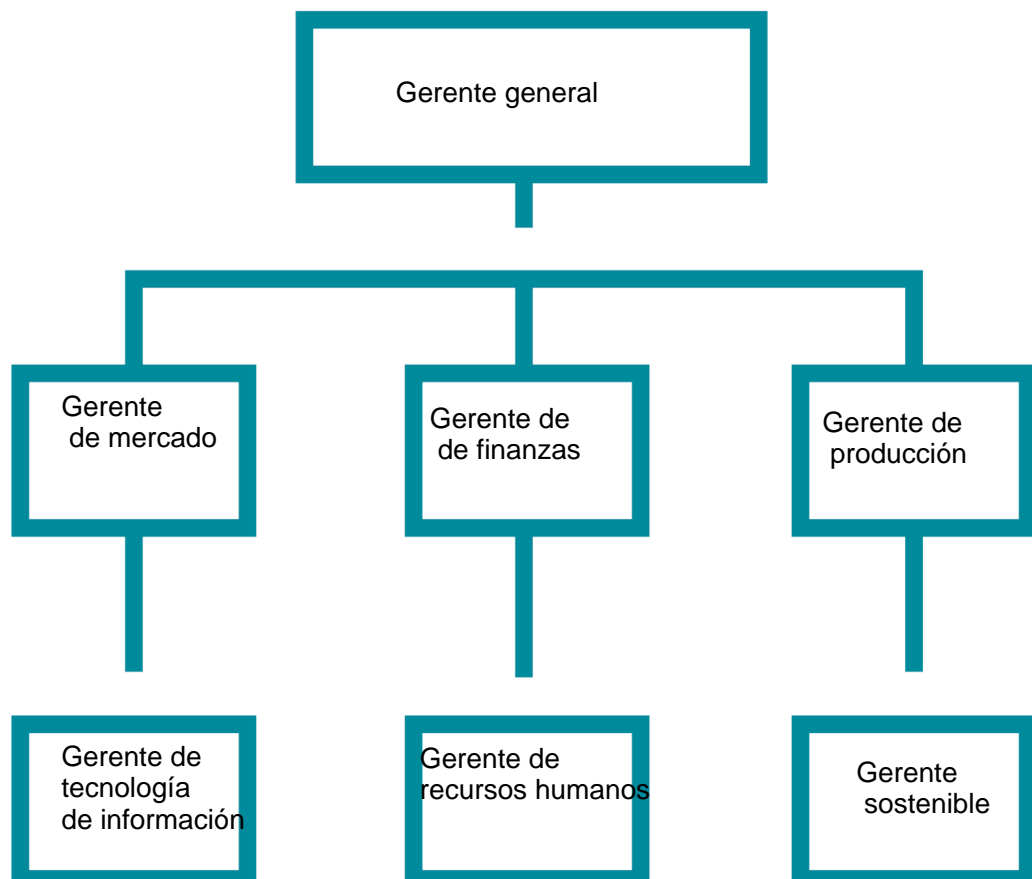 Gerente general
Gerente
de mercado
Gerente de
de finanzas
Gerente de
producción
Gerente de
tecnología
de información
Gerente de
recursos humanos
Gerente
sostenible